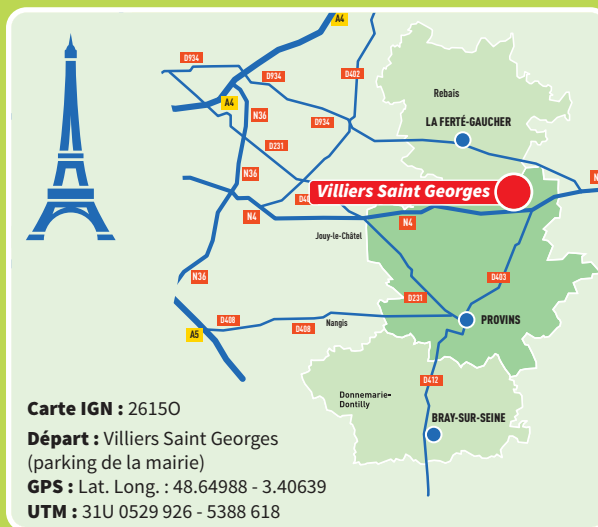 A4
D934
D934
D402
A4
Rebais
N36
D934
LA FERTÉ-GAUCHER
D231
N36
Villiers Saint Georges
N4
N4
Jouy-le-Châtel
N36
D403
D231
D408
D408
Nangis
PROVINS
A5
D412
Donnemarie-
Dontilly
BRAY-SUR-SEINE
Carte IGN : 2615O
Départ : Villiers Saint Georges
(parking de la mairie)
GPS : Lat. Long. : 48.64988 - 3.40639
UTM : 31U 0529 926 - 5388 618